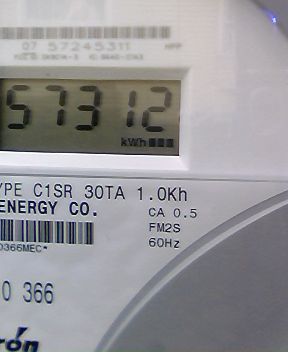 07 57245311
57312
kWh
YPE C1SR 30TA 1.0Kh
ENERGY CO.
CA 0.5
FM2S
60Hz
0366MEC*
0 366
rón